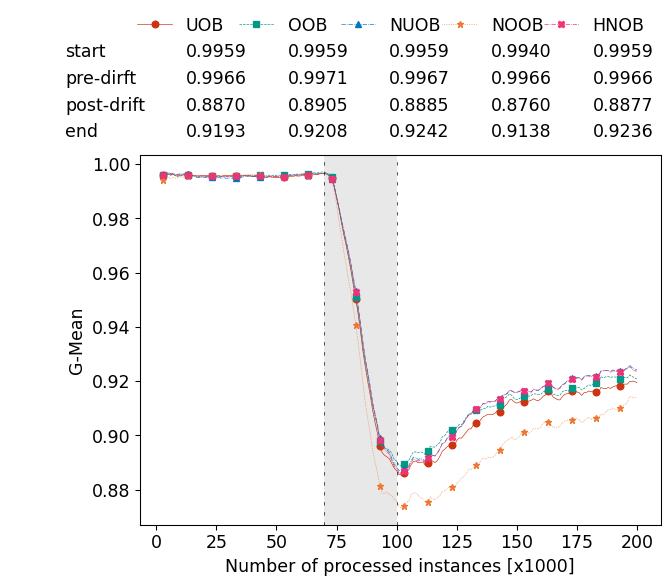 UOB OOB NUOB NOOB HNOB
start 0.9959 0.9959 0.9959 0.9940 0.9959
pre-dirft 0.9966 0.9971 0.9967 0.9966 0.9966
post-drift 0.8870 0.8905 0.8885 0.8760 0.8877
end 0.9193 0.9208 0.9242 0.9138 0.9236
1.00
0.98
0.96
0.94
0.92
0.90
0.88
G-Mean
0 25 50 75 100 125 150 175 200
Number of processed instances [x1000]